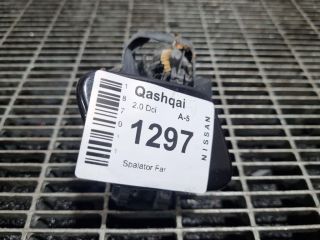 Qashqai
2.0 Dci
A-5
1297
Spalator Far
NISSAN